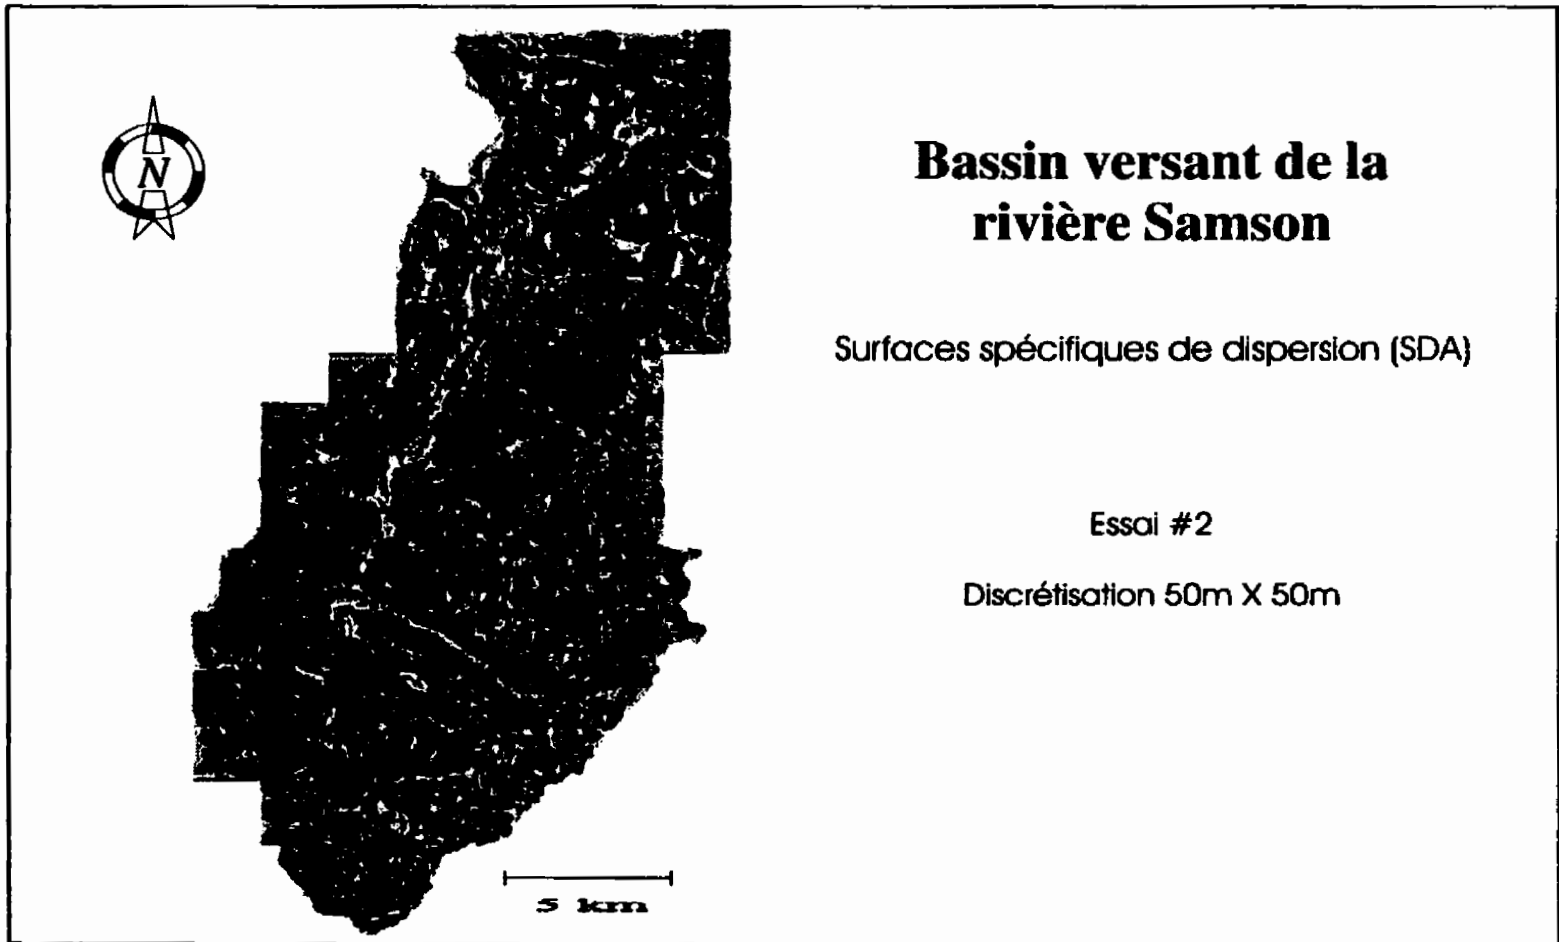 N
Bassin versant de la
rivière Samson
Surfaces spécifiques de dispersion (SDA)
Essai #2
Discrétisation 50m X 50m
5 km